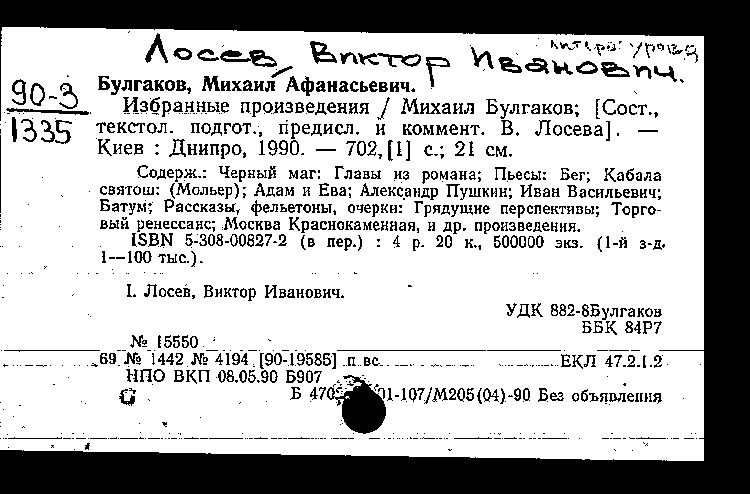 Лосев, Виктор Иванович.
90-3
1335
Булгаков, Михаил Афанасьевич.
Избранные произведения / Михаил Булгаков; [Сост.,
текстол. подгот., предисл. и коммент. В. Лосева]. —
Киев : Днипро, 1990. — 702,[1] с.; 21 см.
Содерж.: Черный маг: Главы из романа; Пьесы: Бег; Кабала
святош: (Мольер); Адам и Ева; Александр Пушкин; Иван Васильевич;
Батум; Рассказы, фельетоны, очерки: Грядущие перспективы; Торго-
вый ренессанс; Москва Краснокаменная, и др. произведения.
ISBN 5-308-00827-2 (в пер.) : 4 р. 20 к., 500000 экз. (1-й з-д.
1—100 тыс.).
I. Лосев, Виктор Иванович.
УДК 882-8Булгаков
ББК 84Р7
№ 15550
69 № 1442 № 4194 [90-19585] п вс
ЕКЛ 47.2.1.2
НПО ВКП 08.05.90 Б907
Б 470 01-107/М205(04)-90 Без объявления